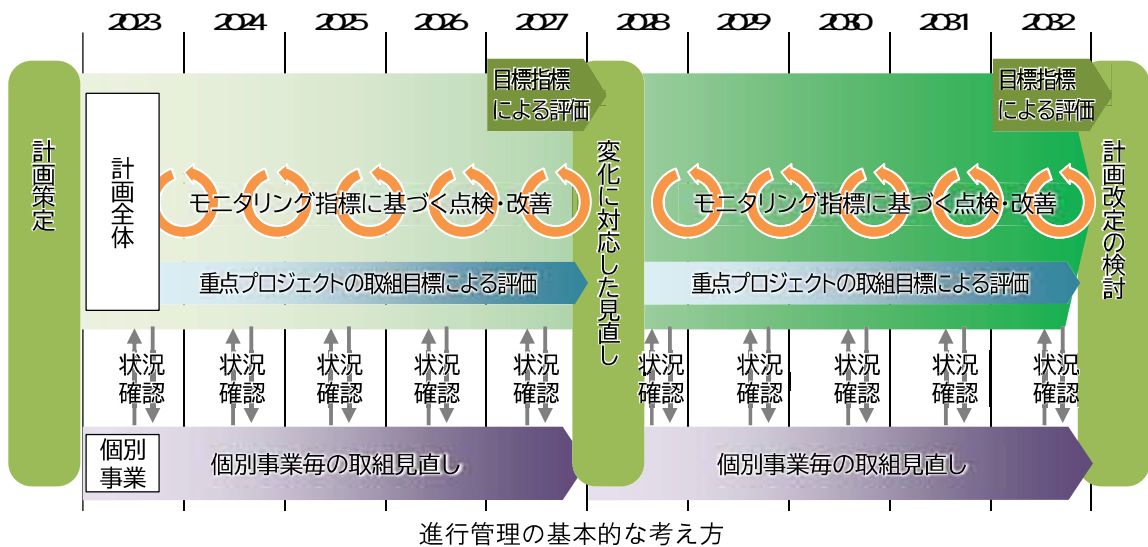 2023 2024 2025 2026 2027 2028 2029 2030 2031 2032
計画策定
計画全体
目標指標
による評価
目標指標
による評価
モニタリング指標に基づく点検・改善
モニタリング指標に基づく点検・改善
重点プロジェクトの取組目標による評価
重点プロジェクトの取組目標による評価
変化に対応した見直し
計画改定の検討
状況
確認
状況
確認
状況
確認
状況
確認
状況
確認
状況
確認
状況
確認
状況
確認
状況
確認
状況
確認
個別
事業
個別事業毎の取組見直し
個別事業毎の取組見直し
進行管理の基本的な考え方